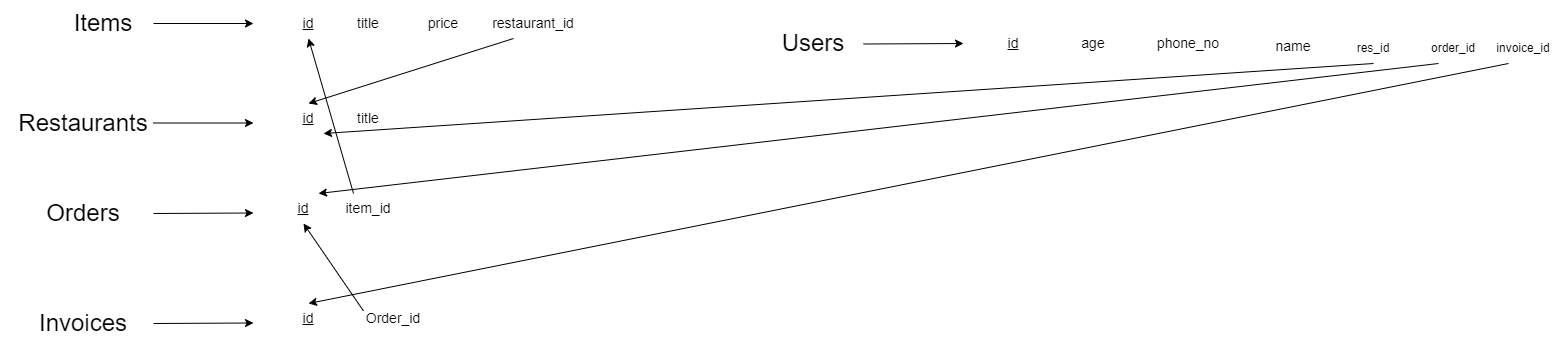 Items id title price restaurant_id
Users id age phone_no name res_id order_id invoice_id
Restaurants id title
Orders id item_id
Invoices id Order_id